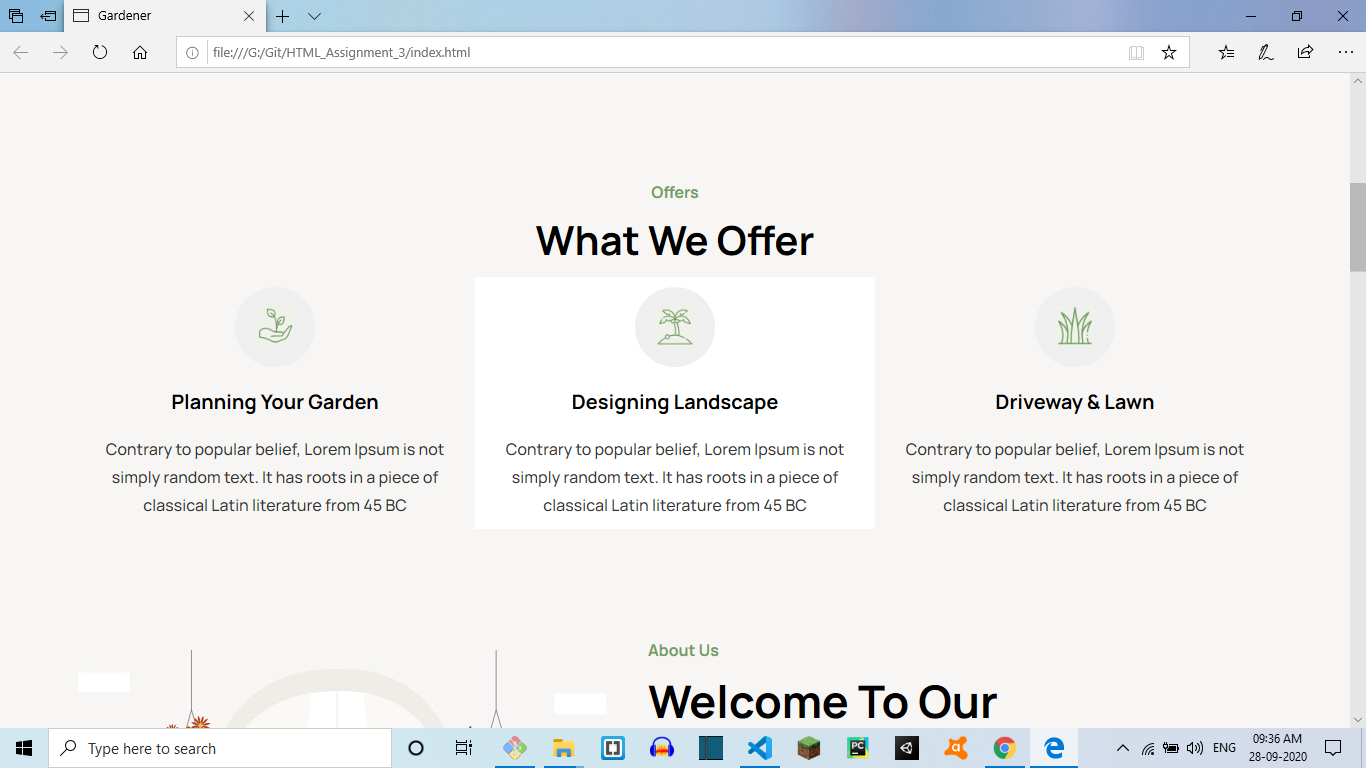 Gardener
file:///G:/Git/HTML_Assignment_3/index.html
Offers
What We Offer
Planning Your Garden
Contrary to popular belief, Lorem Ipsum is not
simply random text. It has roots in a piece of
classical Latin literature from 45 BC
Designing Landscape
Contrary to popular belief, Lorem Ipsum is not
simply random text. It has roots in a piece of
classical Latin literature from 45 BC
Driveway & Lawn
Contrary to popular belief, Lorem Ipsum is not
simply random text. It has roots in a piece of
classical Latin literature from 45 BC
About Us
Welcome To Our
Type here to search
PC
ENG
09:36 AM
28-09-2020